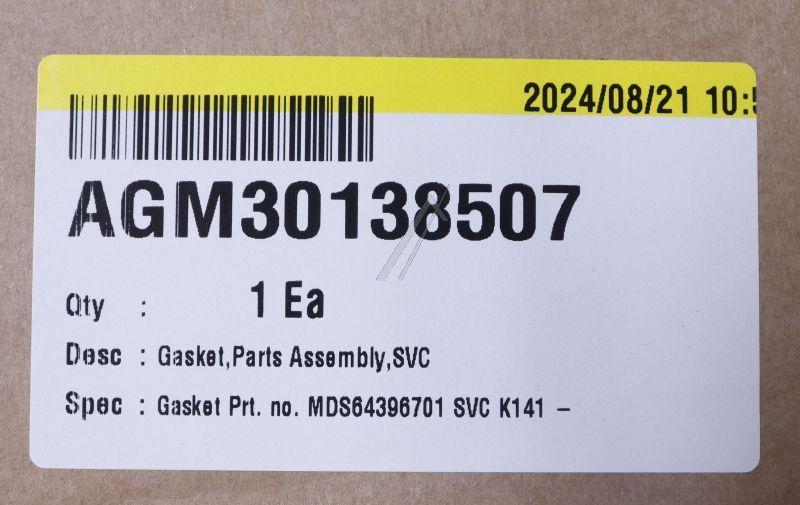 2024/08/21 10:5
AGM30138507
Qty : 1 Ea
Desc : Gasket,Parts Assembly,SVC
Spec : Gasket Prt. no. MDS64396701 SVC K141 –